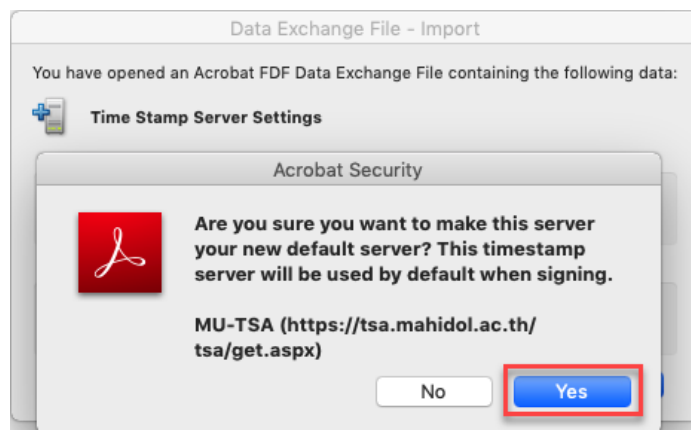 Data Exchange File - Import
You have opened an Acrobat FDF Data Exchange File containing the following data:
Time Stamp Server Settings
Acrobat Security
Are you sure you want to make this server
your new default server? This timestamp
server will be used by default when signing.
MU-TSA (https://tsa.mahidol.ac.th/
tsa/get.aspx)
No
Yes